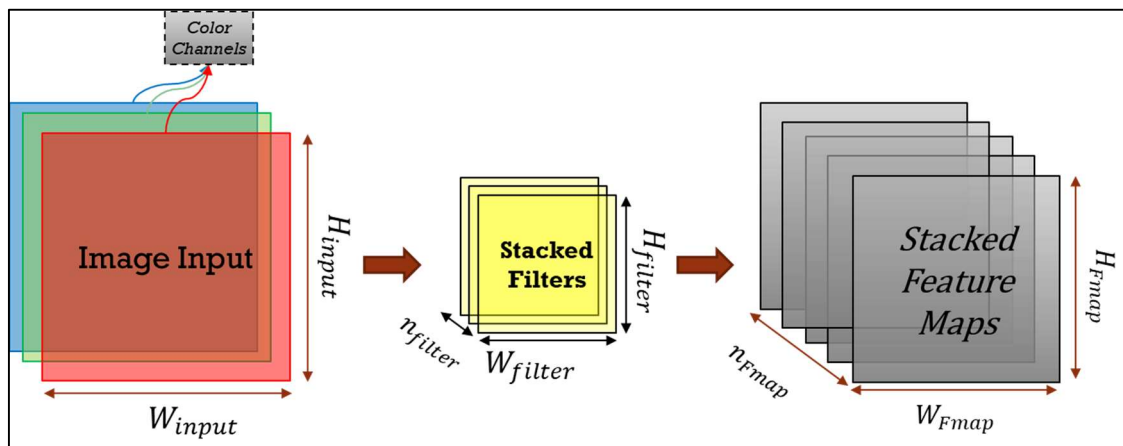 Color
Channels
Image Input
H_input
W_input
Stacked
Filters
H_filter
n_filter
W_filter
Stacked
Feature
Maps
H_Fmap
n_Fmap
W_Fmap